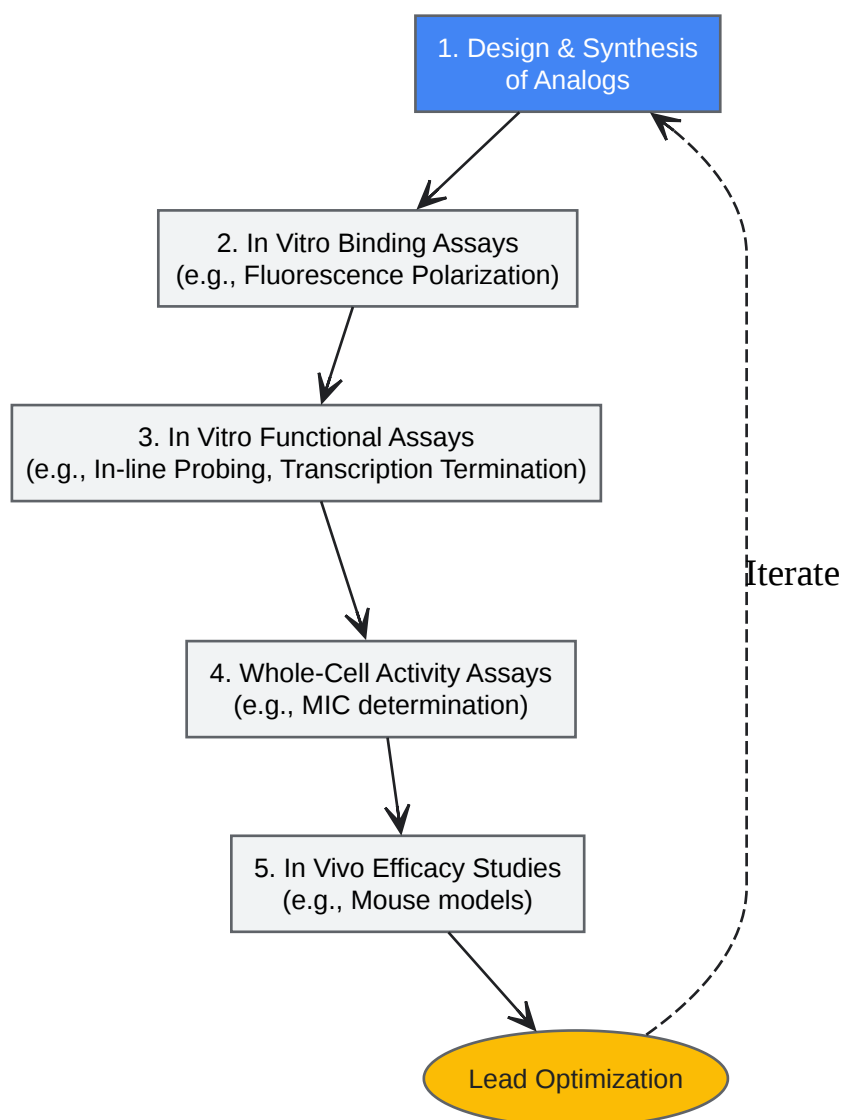 1. Design & Synthesis
of Analogs
2. In Vitro Binding Assays
(e.g., Fluorescence Polarization)
3. In Vitro Functional Assays
(e.g., In-line Probing, Transcription Termination)
Iterate
4. Whole-Cell Activity Assays
(e.g., MIC determination)
5. In Vivo Efficacy Studies
(e.g., Mouse models)
Lead Optimization